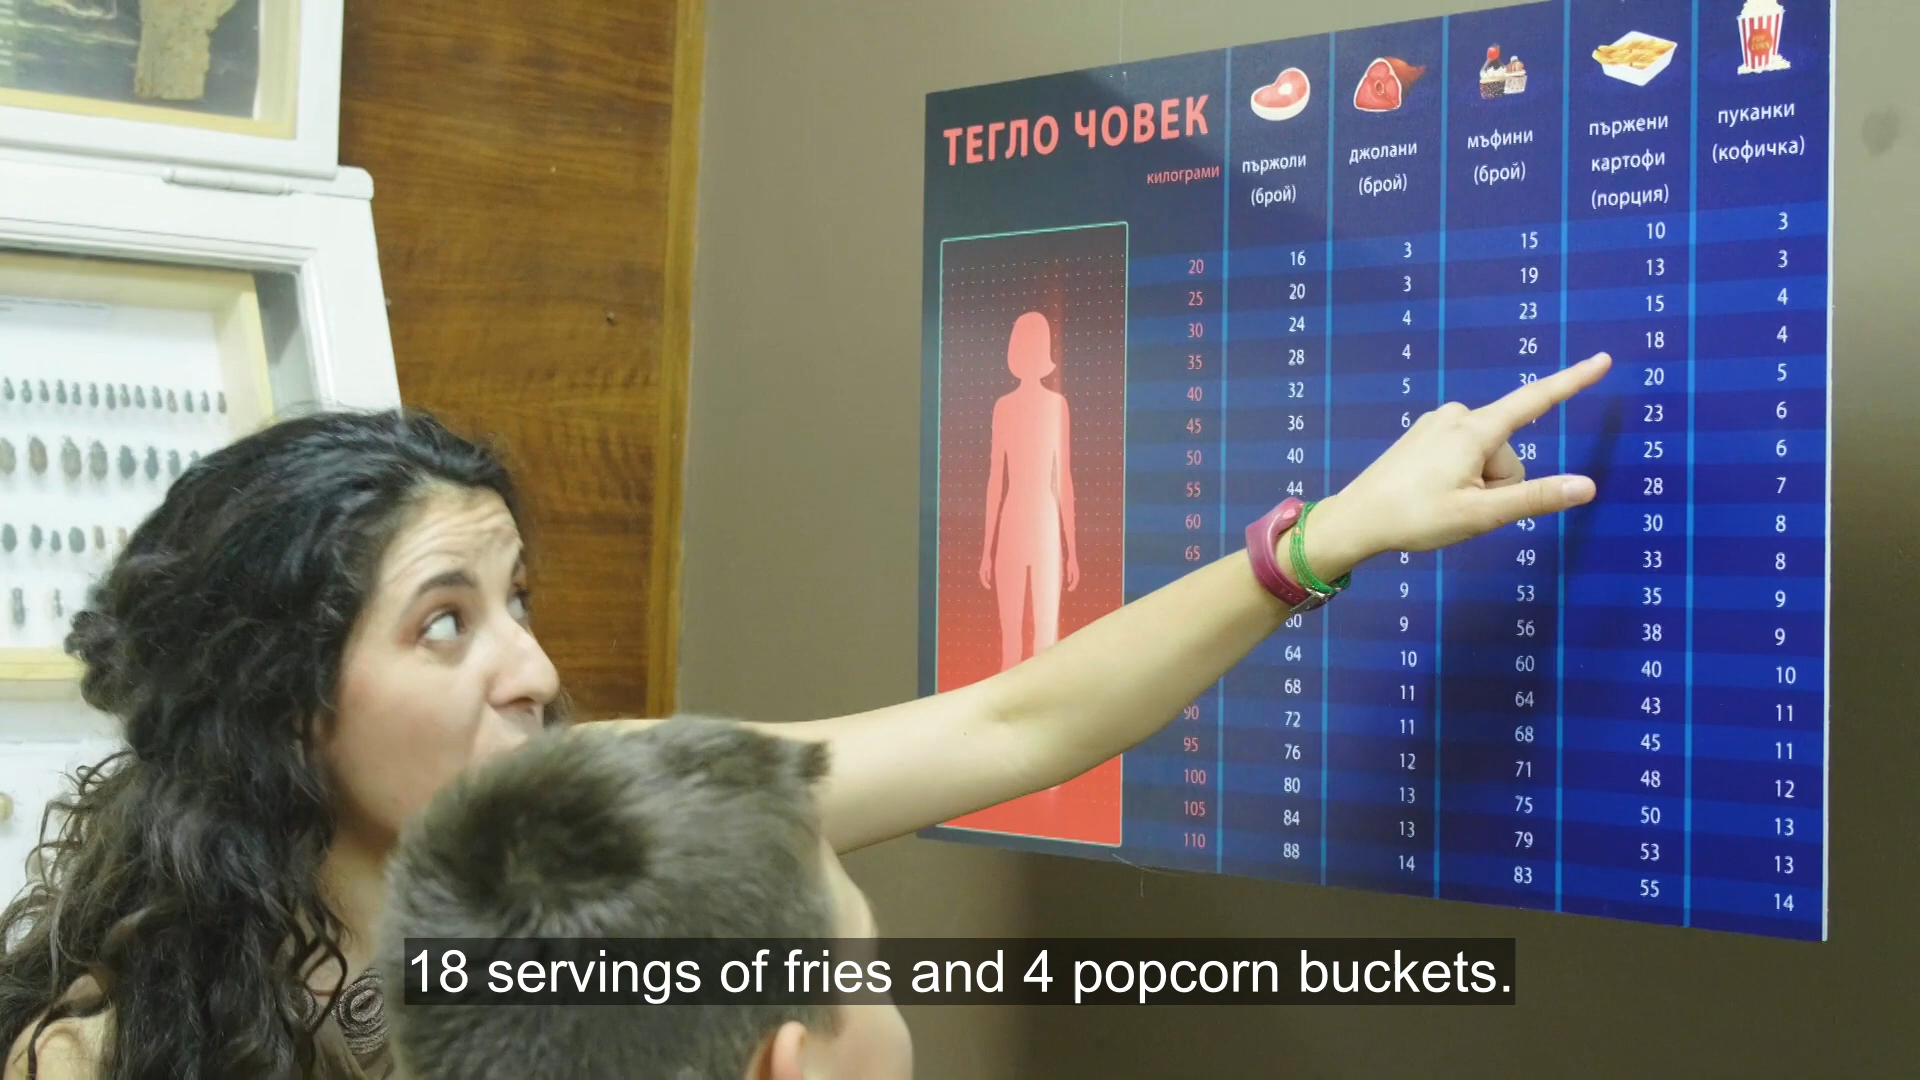 ТЕГЛО ЧОВЕК
килограми
пържоли (брой)
джолани (брой)
мъфини (брой)
пържени картофи (порция)
пуканки (кофичка)
POP CORN
20 16 3 15 10 3
25 20 3 19 13 3
30 24 4 23 15 4
35 28 4 26 18 4
40 32 5 30 20 5
45 36 6 23 6
50 40 38 25 6
55 44 28 7
60 45 30 8
65 8 49 33 8
9 53 35 9
60 9 56 38 9
64 10 60 40 10
68 11 64 43 11
90 72 11 68 45 11
95 76 12 71 48 12
100 80 13 75 50 13
105 84 13 79 53 13
110 88 14 83 55 14
18 servings of fries and 4 popcorn buckets.